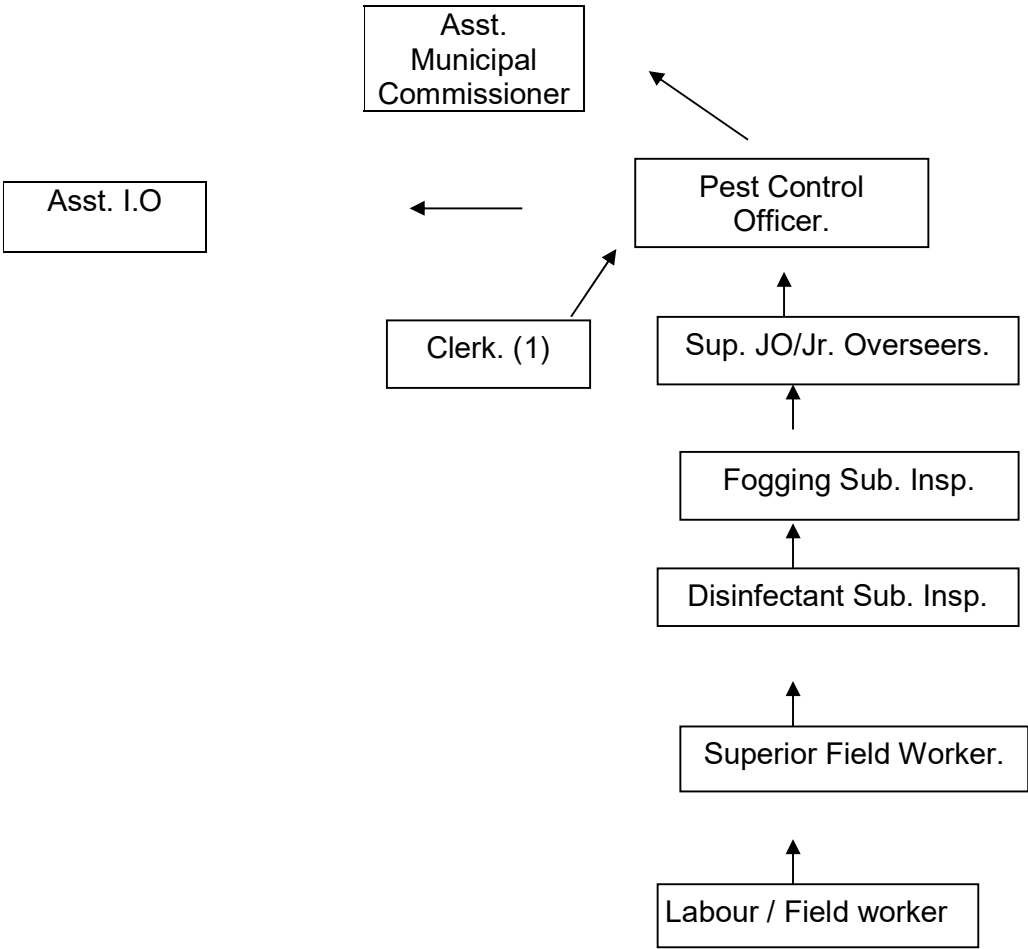 Asst.
Municipal
Commissioner
Pest Control
Officer.
Asst. I.O
Clerk. (1)
Sup. JO/Jr. Overseers.
Fogging Sub. Insp.
Disinfectant Sub. Insp.
Superior Field Worker.
Labour / Field worker